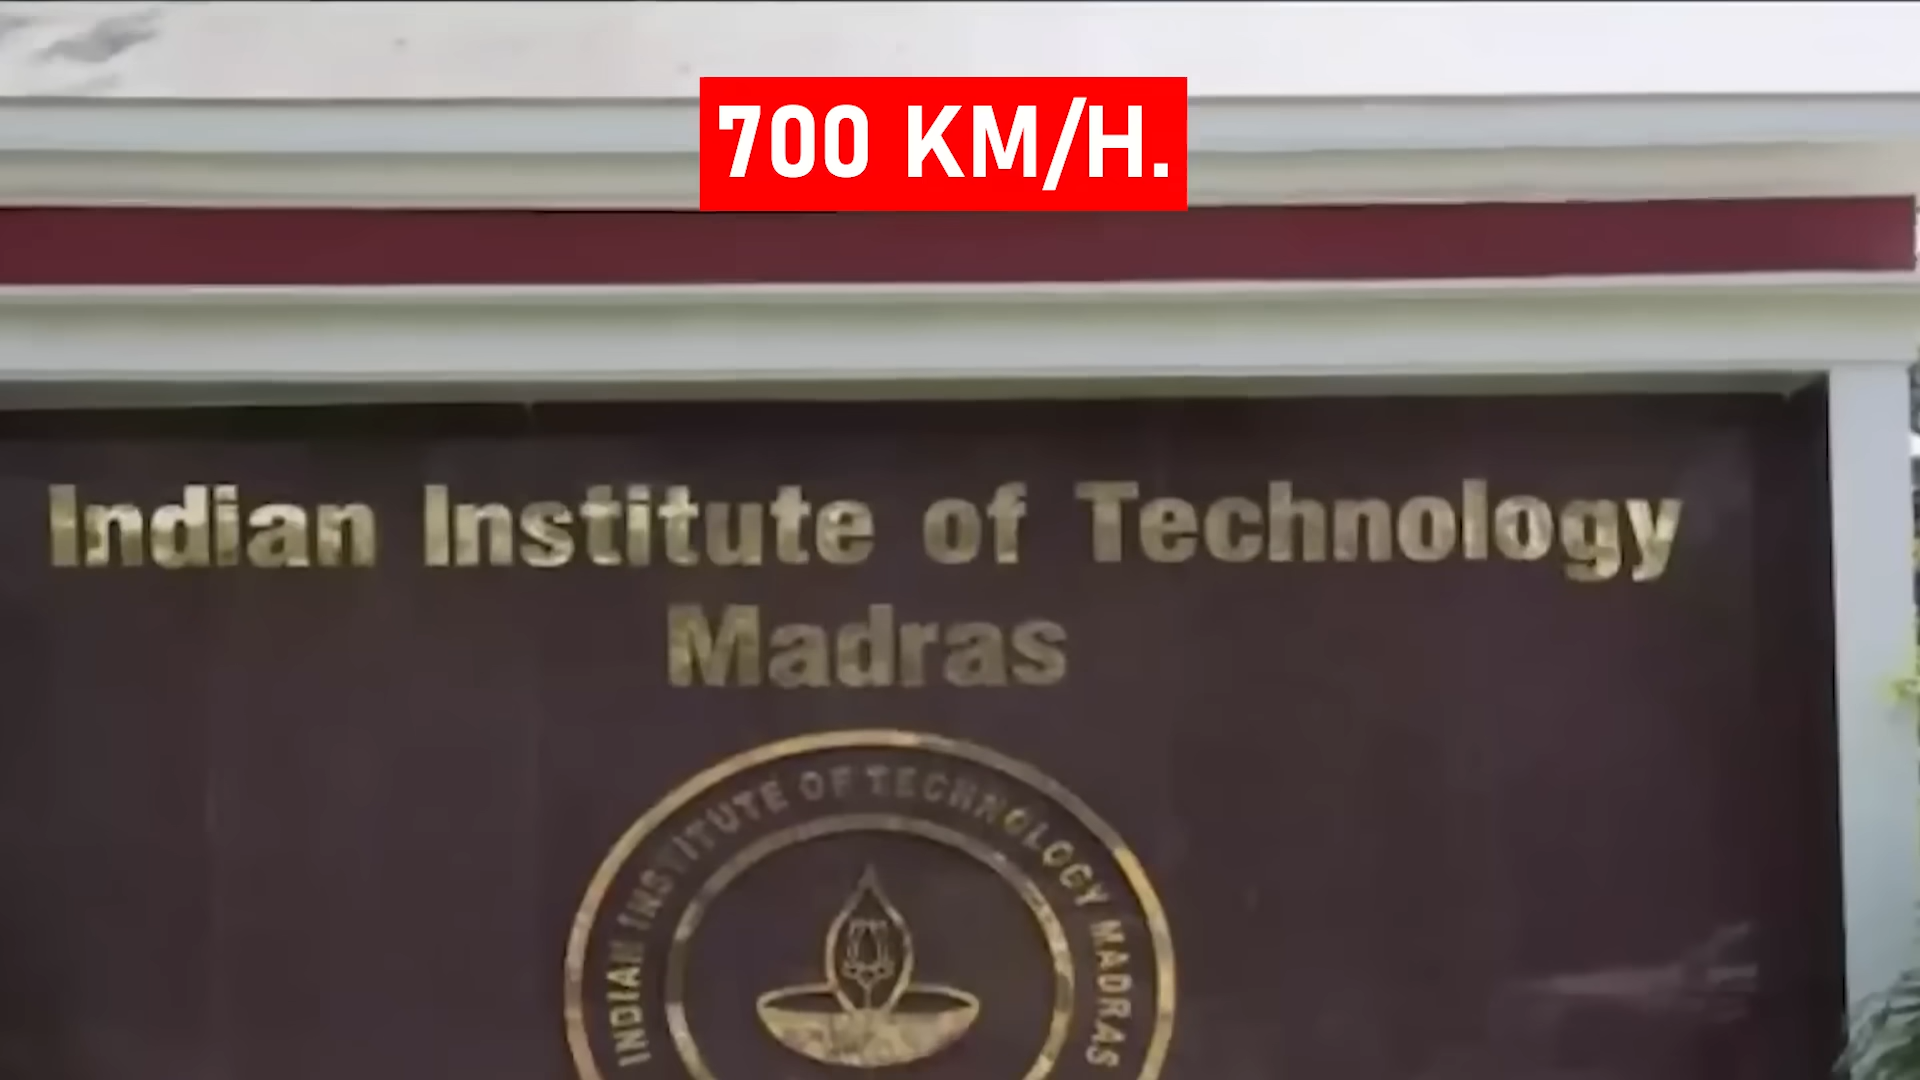 700 KM/H.
Indian Institute of Technology
Madras
INDIAN INSTITUTE OF TECHNOLOGY MADRAS